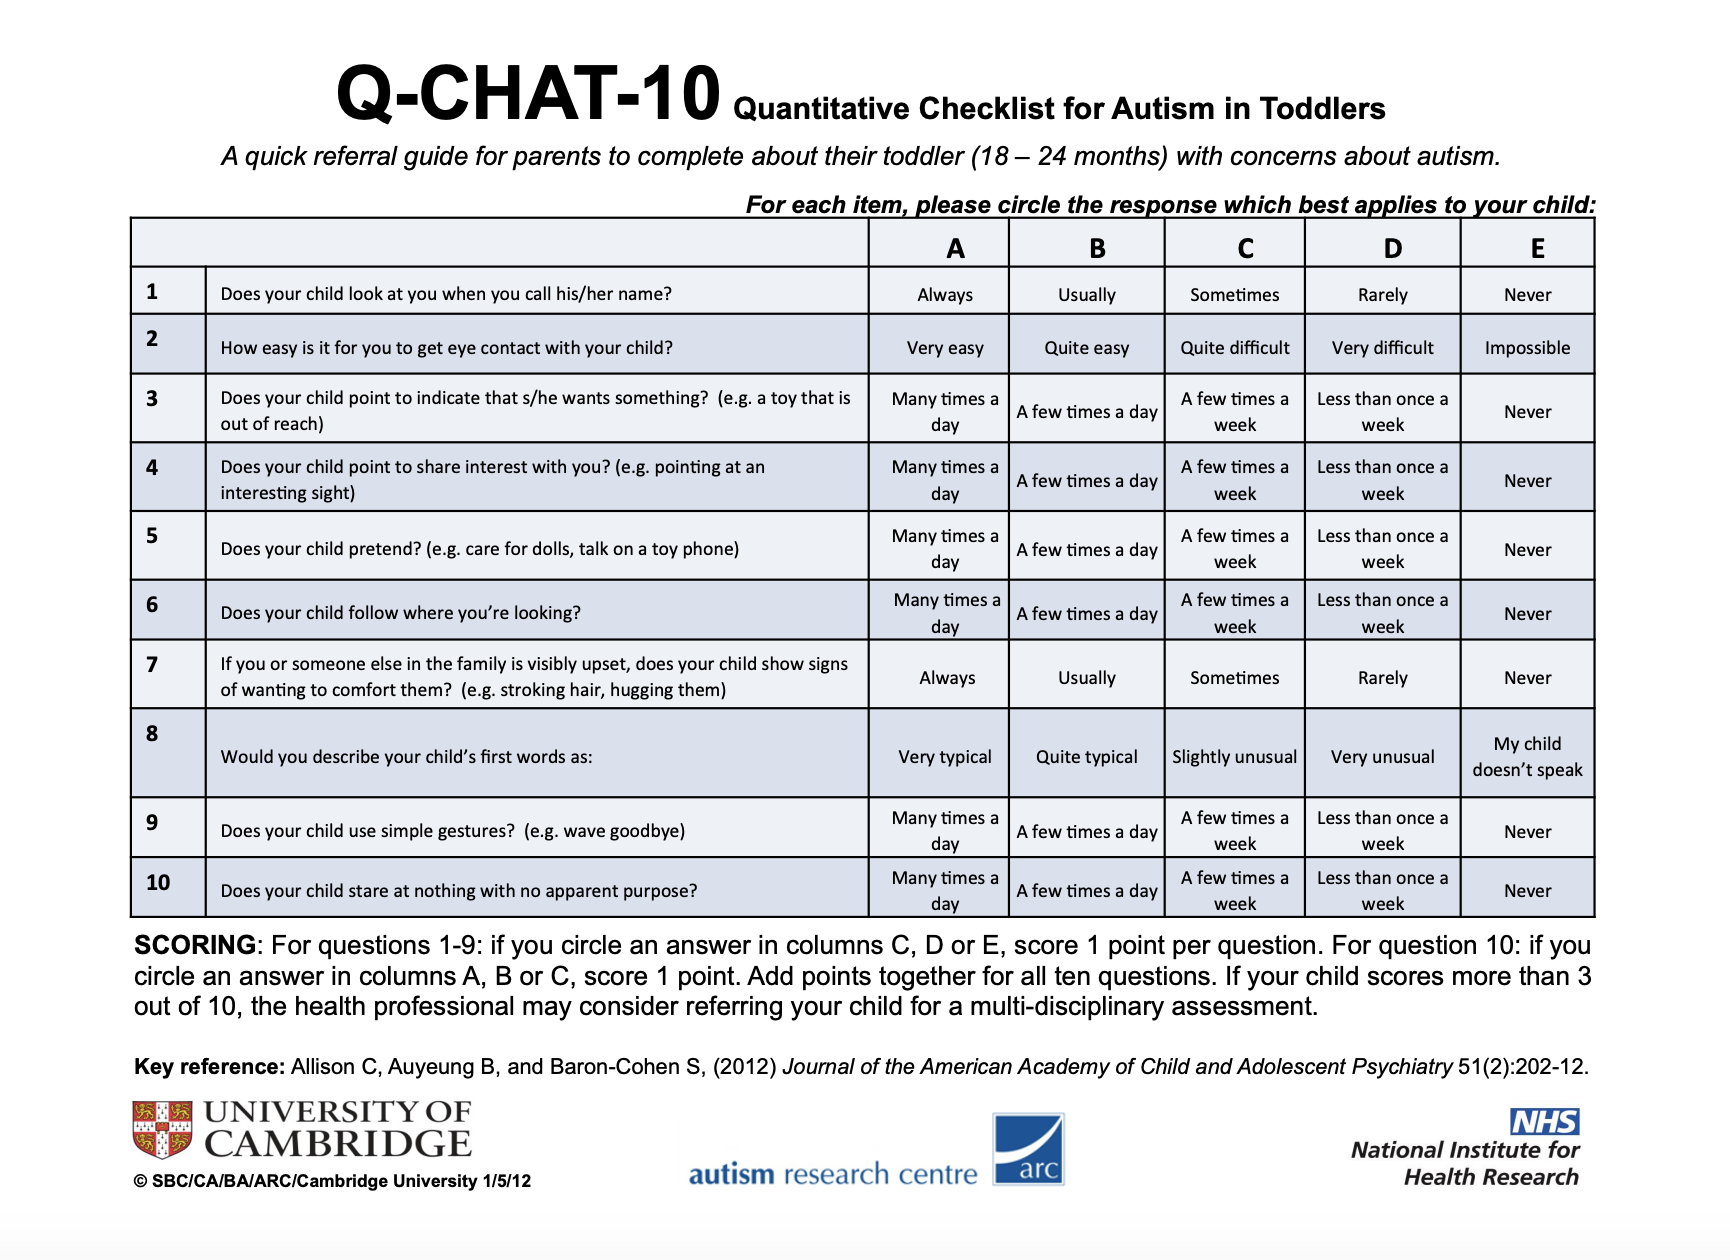 Q-CHAT-10 Quantitative Checklist for Autism in Toddlers
A quick referral guide for parents to complete about their toddler (18 – 24 months) with concerns about autism.
For each item, please circle the response which best applies to your child:
A B C D E
1 Does your child look at you when you call his/her name? Always Usually Sometimes Rarely Never
2 How easy is it for you to get eye contact with your child? Very easy Quite easy Quite difficult Very difficult Impossible
3 Does your child point to indicate that s/he wants something?  (e.g. a toy that is
out of reach)
Many times a
day
A few times a day
A few times a
week
Less than once a
week
Never
4 Does your child point to share interest with you? (e.g. pointing at an
interesting sight)
Many times a
day
A few times a day
A few times a
week
Less than once a
week
Never
5 Does your child pretend? (e.g. care for dolls, talk on a toy phone)
Many times a
day
A few times a day
A few times a
week
Less than once a
week
Never
6 Does your child follow where you’re looking?
Many times a
day
A few times a day
A few times a
week
Less than once a
week
Never
7 If you or someone else in the family is visibly upset, does your child show signs
of wanting to comfort them?  (e.g. stroking hair, hugging them)
Always Usually Sometimes Rarely Never
8 Would you describe your child’s first words as: Very typical Quite typical Slightly unusual Very unusual
My child
doesn’t speak
9 Does your child use simple gestures?  (e.g. wave goodbye)
Many times a
day
A few times a day
A few times a
week
Less than once a
week
Never
10 Does your child stare at nothing with no apparent purpose?
Many times a
day
A few times a day
A few times a
week
Less than once a
week
Never
SCORING: For questions 1-9: if you circle an answer in columns C, D or E, score 1 point per question. For question 10: if you
circle an answer in columns A, B or C, score 1 point. Add points together for all ten questions. If your child scores more than 3
out of 10, the health professional may consider referring your child for a multi-disciplinary assessment.
Key reference: Allison C, Auyeung B, and Baron-Cohen S, (2012) Journal of the American Academy of Child and Adolescent Psychiatry 51(2):202-12.
UNIVERSITY OF
CAMBRIDGE
© SBC/CA/BA/ARC/Cambridge University 1/5/12
autism research centre
arc
NHS
National Institute for
Health Research